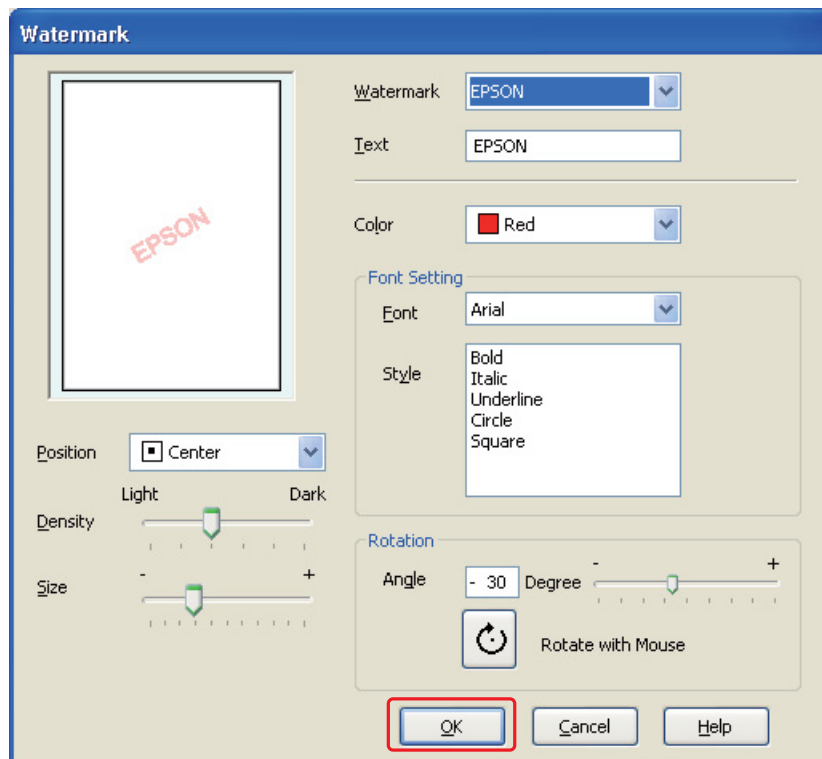 Watermark
EPSON
Watermark EPSON
Text EPSON
Color Red
Font Setting
Font Arial
Style
Bold
Italic
Underline
Circle
Square
Position Center
Light Dark
Density
Size - +
Rotation
Angle - 30 Degree - +
Rotate with Mouse
OK Cancel Help